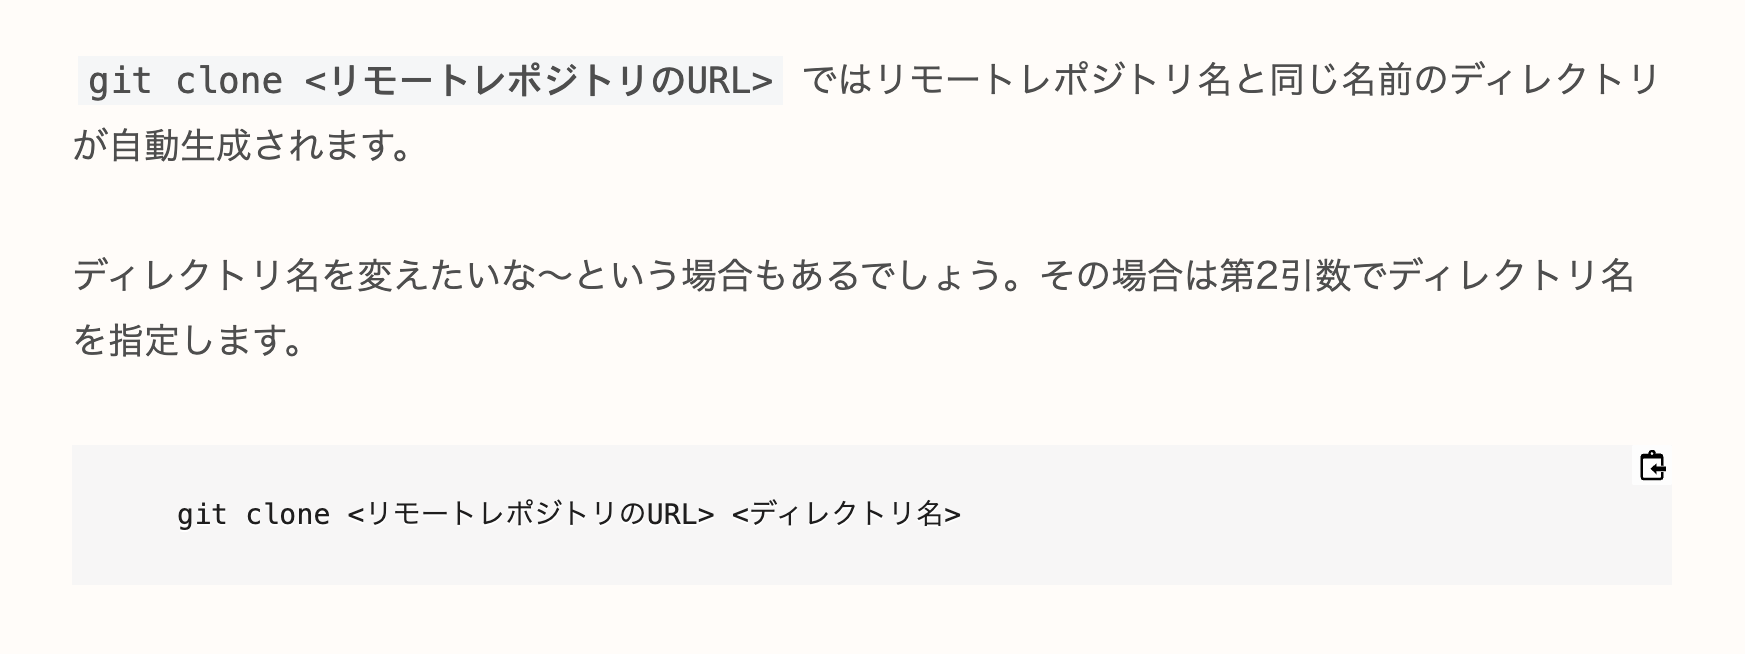 git clone <リモートレポジトリのURL> ではリモートレポジトリ名と同じ名前のディレクトリ
が自動生成されます。
ディレクトリ名を変えたいな〜という場合もあるでしょう。その場合は第2引数でディレクトリ名
を指定します。
git clone <リモートレポジトリのURL> <ディレクトリ名>